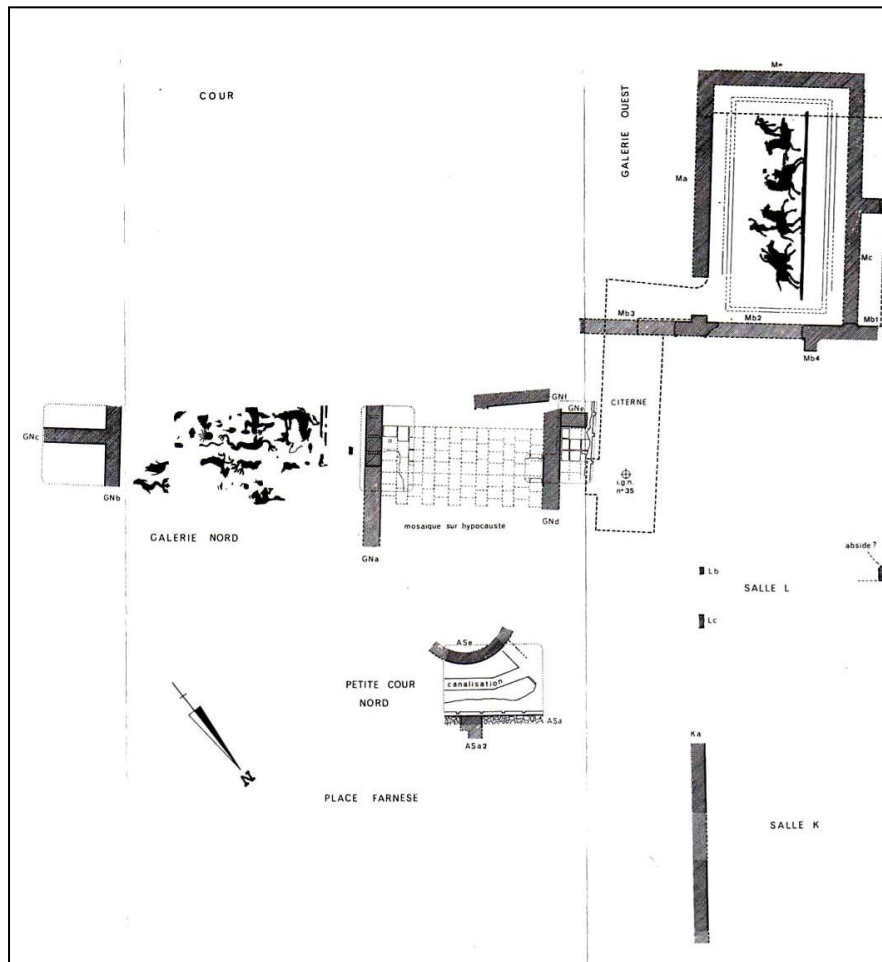 COUR
GALERIE OUEST
Me
Ma
Mc
Mb3
Mb2
Mb1
Mb4
GNf
GNe
CITERNE
GNc
GNb
i.g.n.
n° 35
GALERIE NORD
mosaique sur hypocauste
GNd
GNa
abside ?
Lb
SALLE L
Lc
ASe
PETITE COUR
NORD
canalisation
ASa
ASa2
Ka
N
PLACE FARNESE
SALLE K